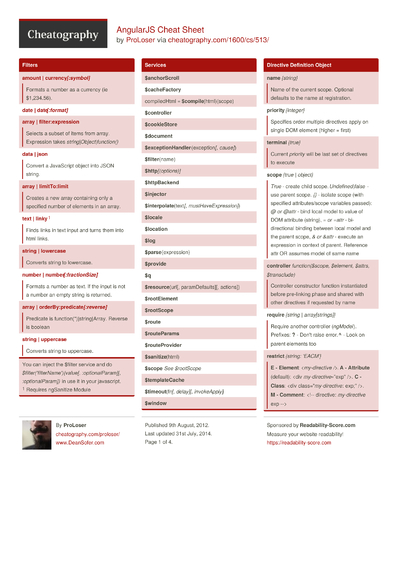 Cheatography
AngularJS Cheat Sheet
by ProLoser via cheatography.com/1600/cs/513/
Filters
amount | currency[:symbol]
Formats a number as a currency (ie
$1,234.56).
date | date[:format]
array | filter:expression
Selects a subset of items from array.
Expression takes string|Object|function()
data | json
Convert a JavaScript object into JSON
string.
array | limitTo:limit
Creates a new array containing only a
specified number of elements in an array.
text | linky ¹
Finds links in text input and turns them into
html links.
string | lowercase
Converts string to lowercase.
number | number[:fractionSize]
Formats a number as text. If the input is not
a number an empty string is returned.
array | orderBy:predicate[:reverse]
Predicate is function(*)|string|Array. Reverse
is boolean
string | uppercase
Converts string to uppercase.
You can inject the $filter service and do
$filter('filterName')(value[, :optionalParam][,
:optionalParam]) in use it in your javascript.
¹ Requires ngSanitize Module
Services
$anchorScroll
$cacheFactory
compiledHtml = $compile(html)(scope)
$controller
$cookieStore
$document
$exceptionHandler(exception[, cause])
$filter(name)
$http[(options)]
$httpBackend
$injector
$interpolate(text[, mustHaveExpression])
$locale
$location
$log
$parse(expression)
$provide
$q
$resource(url[, paramDefaults][, actions])
$rootElement
$rootScope
$route
$routeParams
$routeProvider
$sanitize(html)
$scope See $rootScope
$templateCache
$timeout(fn[, delay][, invokeApply])
$window
Directive Definition Object
name {string}
Name of the current scope. Optional
defaults to the name at registration.
priority {integer}
Specifies order multiple directives apply on
single DOM element (higher = first)
terminal {true}
Current priority will be last set of directives
to execute
scope {true | object}
True - create child scope. Undefined|false -
use parent scope. {} - isolate scope (with
specified attributes/scope variables passed):
@ or @attr - bind local model to value of
DOM attribute (string), = or =attr - bi-
directional binding between local model and
the parent scope, & or &attr - execute an
expression in context of parent. Reference
attr OR assumes model of same name
controller function($scope, $element, $attrs,
$transclude)
Controller constructor function instantiated
before pre-linking phase and shared with
other directives if requested by name
require {string | array[strings]}
Require another controller (ngModel).
Prefixes: ? - Don't raise error. ^ - Look on
parent elements too
restrict {string: 'EACM'}
E - Element: <my-directive />. A - Attribute
(default): <div my-directive="exp" />. C -
Class: <div class="my-directive: exp;" />.
M - Comment: <!-- directive: my-directive
exp -->
By ProLoser
cheatography.com/proloser/
www.DeanSofer.com
Published 9th August, 2012.
Last updated 31st July, 2014.
Page 1 of 4.
Sponsored by Readability-Score.com
Measure your website readability!
https://readability-score.com